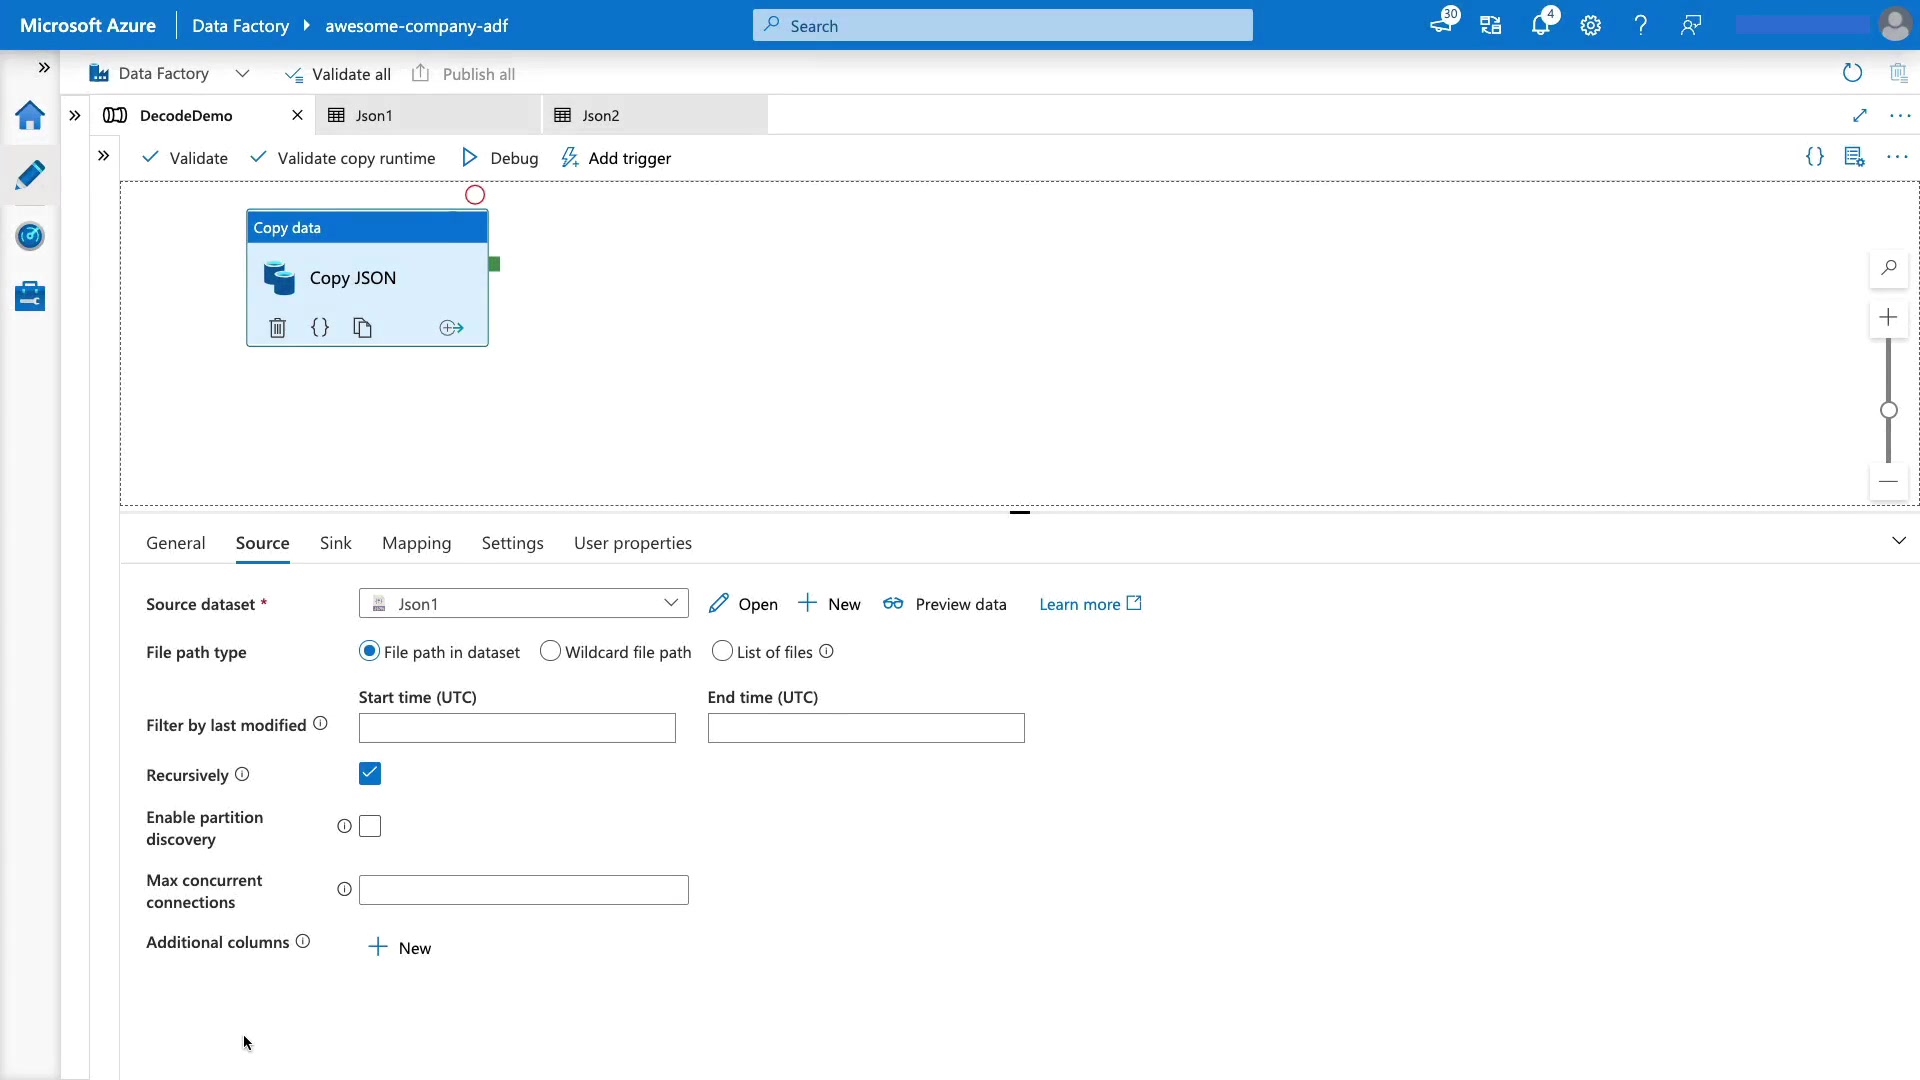 Microsoft Azure
Data Factory
awesome-company-adf
Search
30
4
Data Factory
Validate all
Publish all
DecodeDemo
Json1
Json2
Validate
Validate copy runtime
Debug
Add trigger
Copy data
Copy JSON
General
Source
Sink
Mapping
Settings
User properties
Source dataset *
Json1
Open
New
Preview data
Learn more
File path type
File path in dataset
Wildcard file path
List of files
Start time (UTC)
End time (UTC)
Filter by last modified
Recursively
Enable partition
discovery
Max concurrent
connections
Additional columns
New